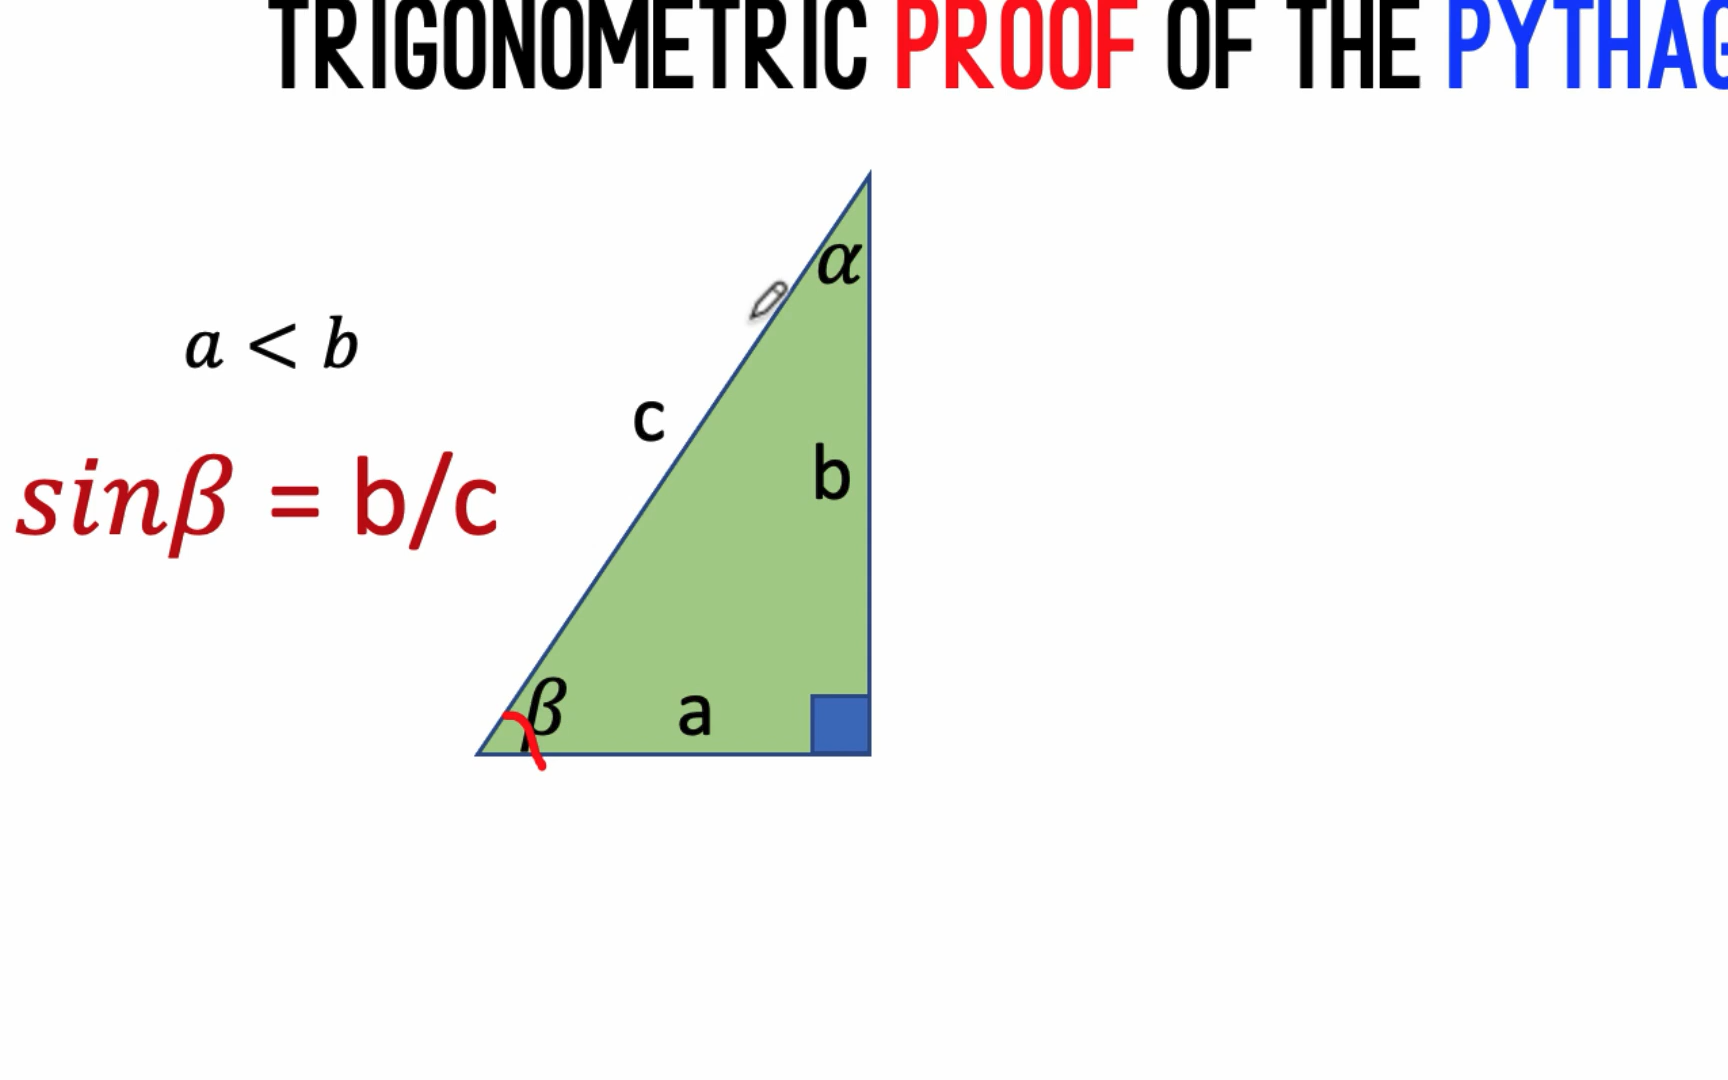 TRIGONOMETRIC PROOF OF THE PYTHAG
α
a < b
c
b
sinβ = b/c
β
a